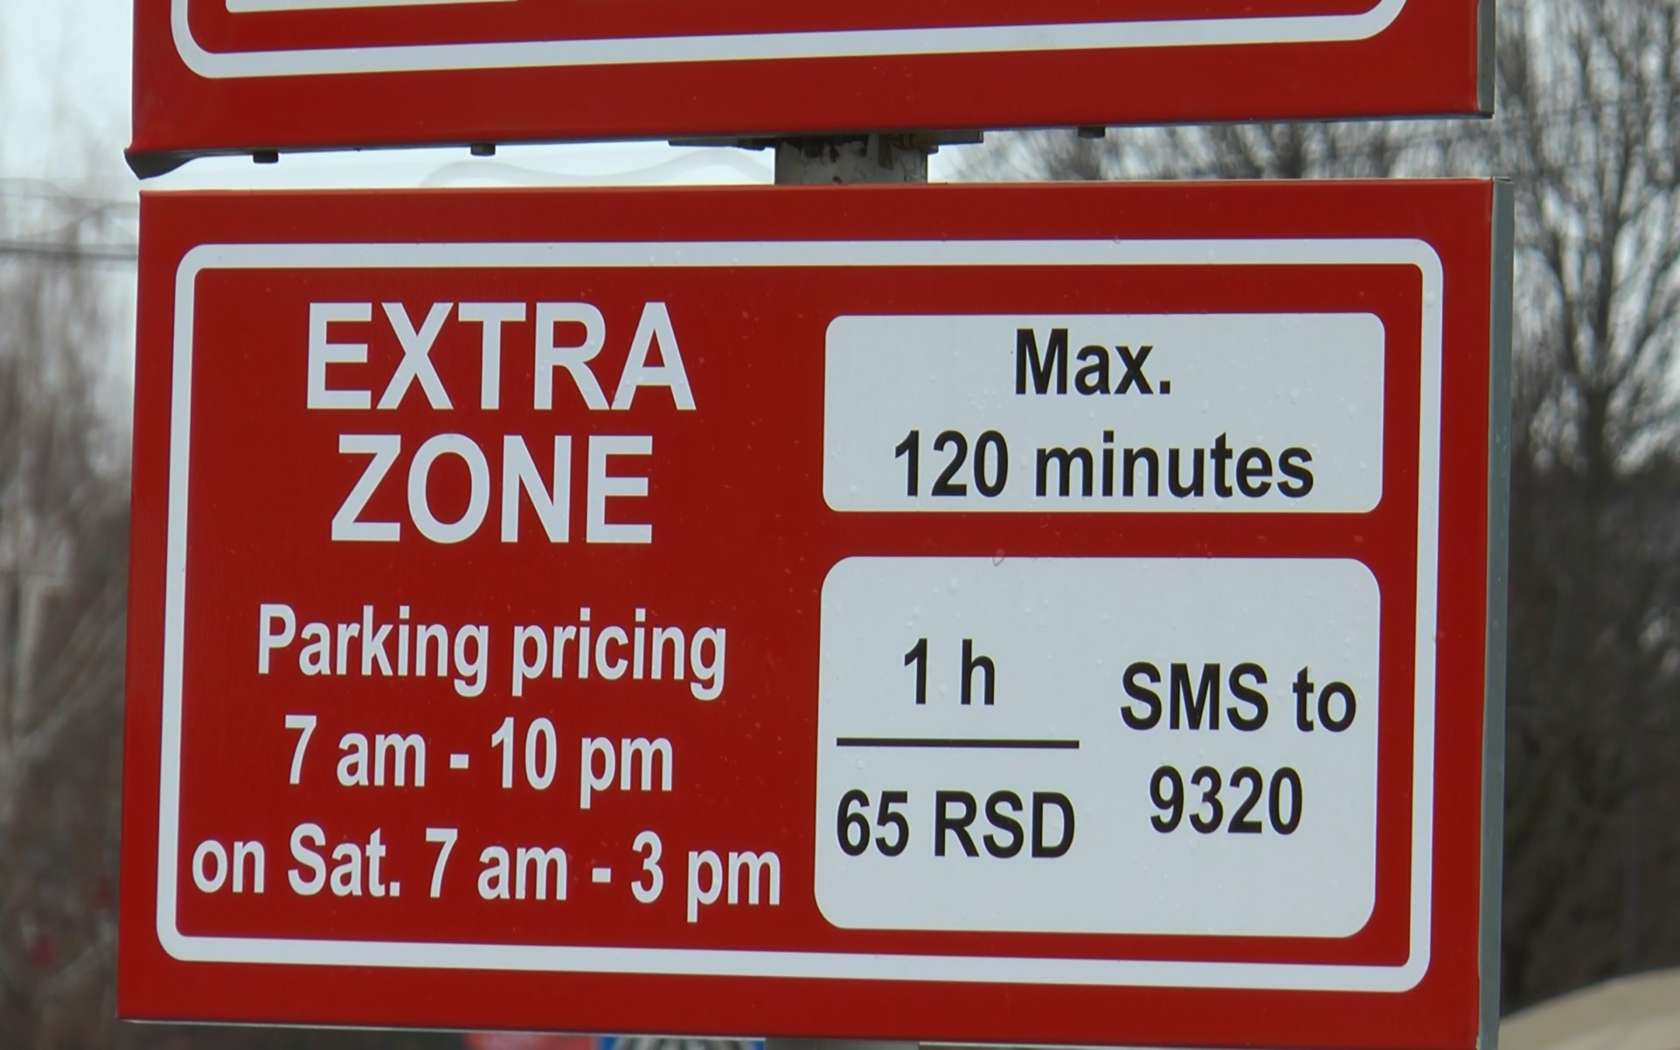 EXTRA
ZONE
Parking pricing
7 am - 10 pm
on Sat. 7 am - 3 pm
Max.
120 minutes
1 h
65 RSD
SMS to
9320